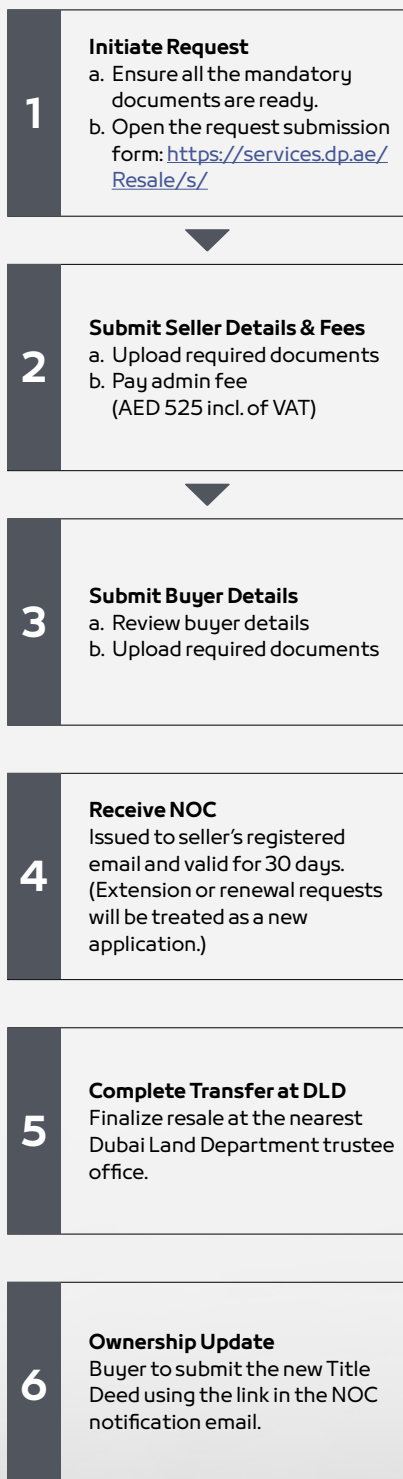 1
Initiate Request
a. Ensure all the mandatory
documents are ready.
b. Open the request submission
form: https://services.dp.ae/
Resale/s/
2
Submit Seller Details & Fees
a. Upload required documents
b. Pay admin fee
(AED 525 incl. of VAT)
3
Submit Buyer Details
a. Review buyer details
b. Upload required documents
4
Receive NOC
Issued to seller's registered
email and valid for 30 days.
(Extension or renewal requests
will be treated as a new
application.)
5
Complete Transfer at DLD
Finalize resale at the nearest
Dubai Land Department trustee
office.
6
Ownership Update
Buyer to submit the new Title
Deed using the link in the NOC
notification email.